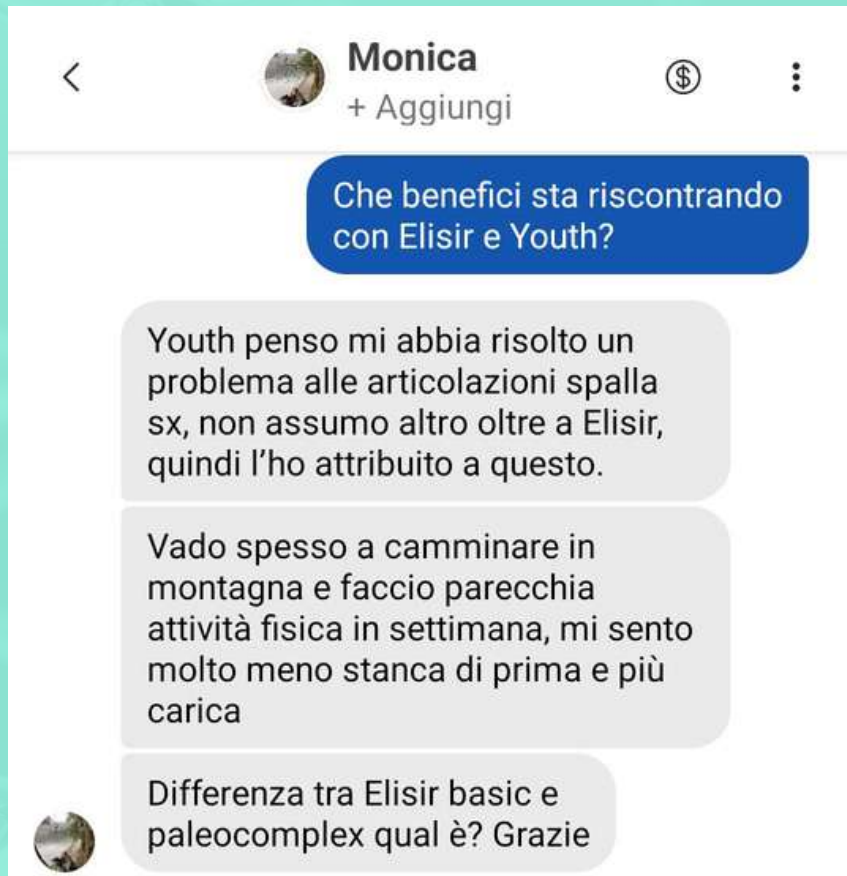 Monica
+ Aggiungi
Che benefici sta riscontrando
con Elisir e Youth?
Youth penso mi abbia risolto un
problema alle articolazioni spalla
sx, non assumo altro oltre a Elisir,
quindi l'ho attribuito a questo.
Vado spesso a camminare in
montagna e faccio parecchia
attività fisica in settimana, mi sento
molto meno stanca di prima e più
carica
Differenza tra Elisir basic e
paleocomplex qual è? Grazie